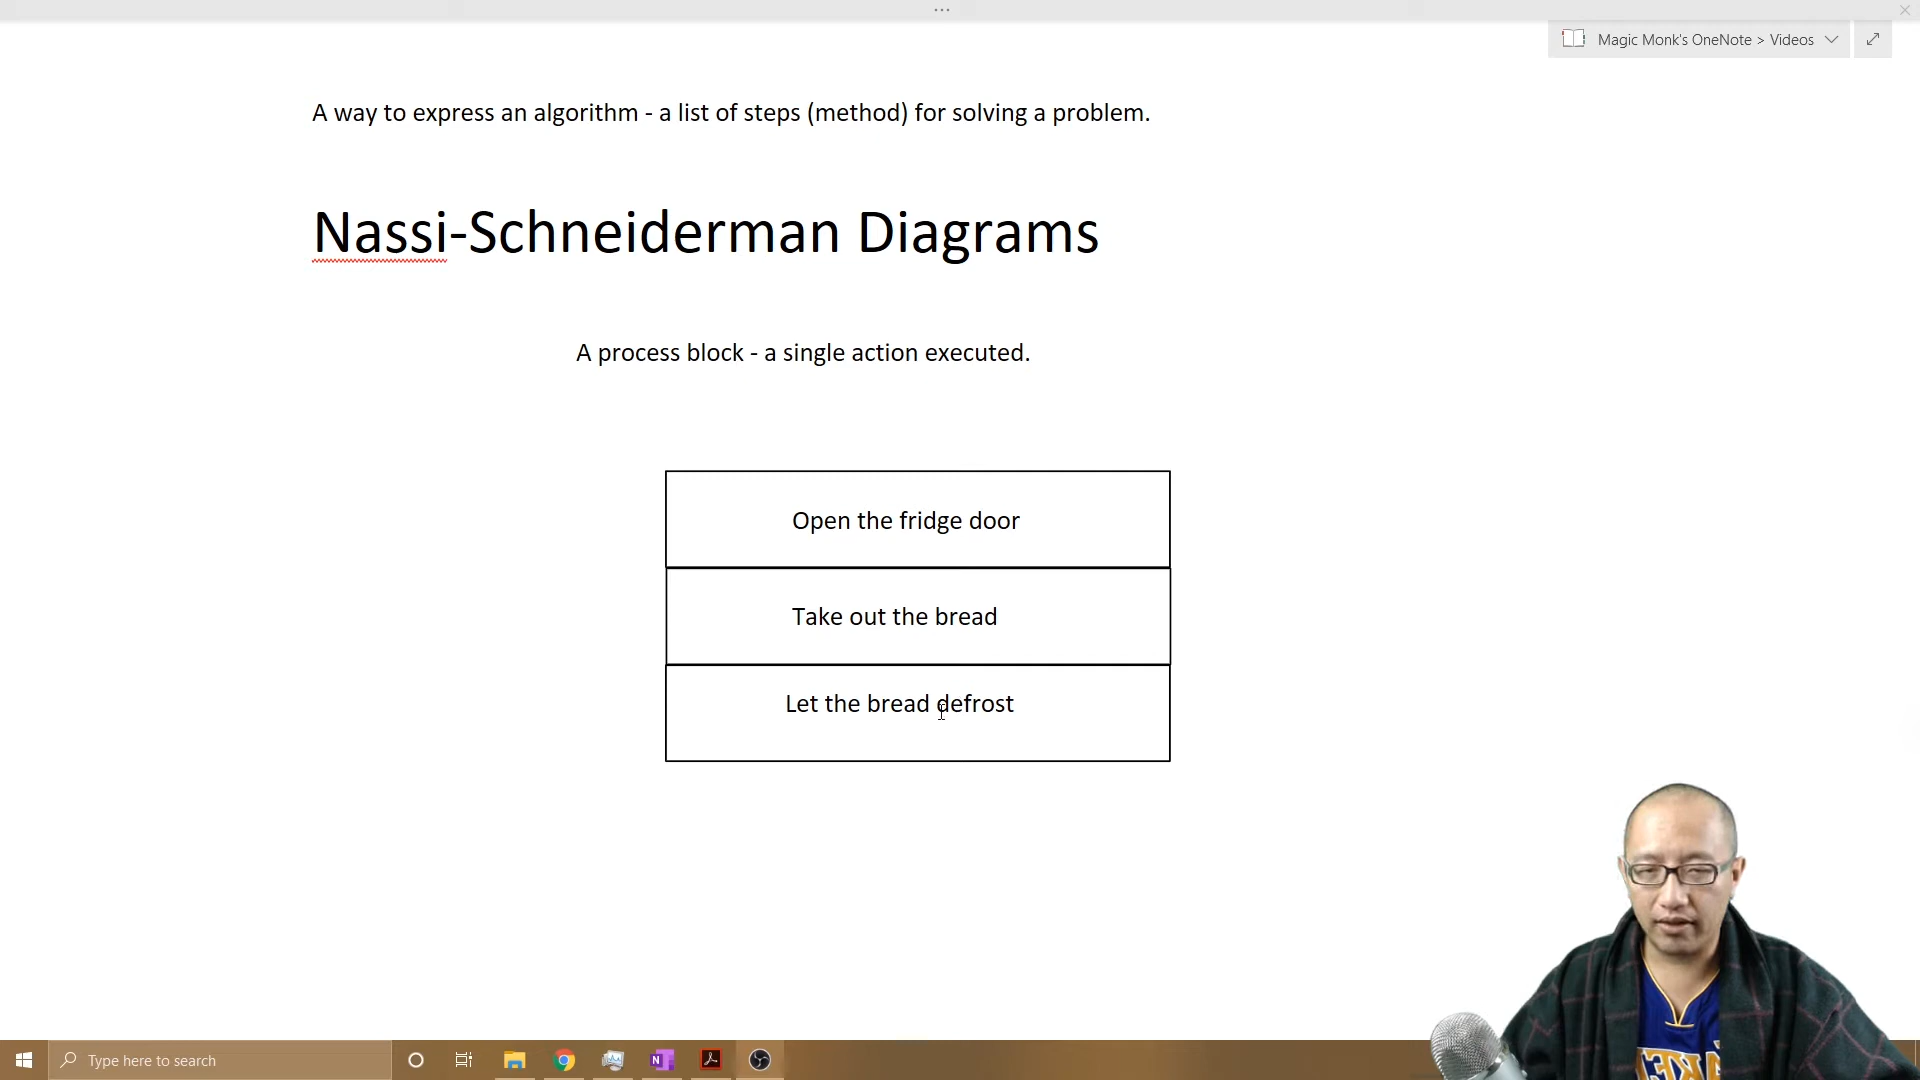 Magic Monk's OneNote > Videos
A way to express an algorithm - a list of steps (method) for solving a problem.
Nassi-Schneiderman Diagrams
A process block - a single action executed.
Open the fridge door
Take out the bread
Let the bread defrost
Type here to search